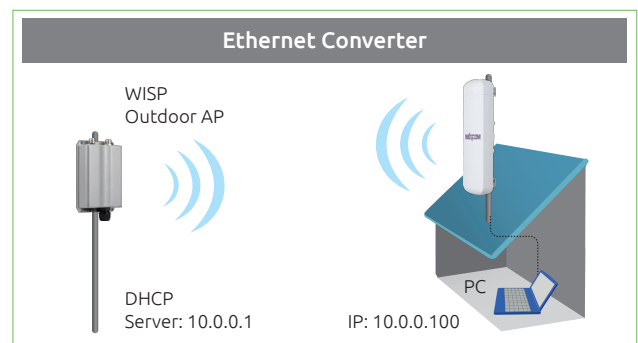 Ethernet Converter
WISP
Outdoor AP
DHCP
Server: 10.0.0.1
PC
IP: 10.0.0.100